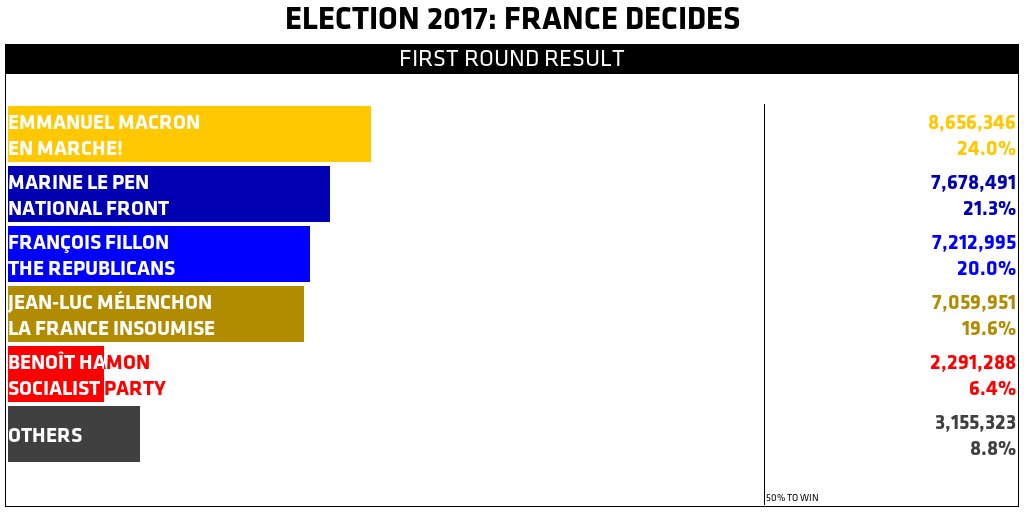 ELECTION 2017: FRANCE DECIDES
FIRST ROUND RESULT
EMMANUEL MACRON
EN MARCHE!
8,656,346
24.0%
MARINE LE PEN
NATIONAL FRONT
7,678,491
21.3%
FRANÇOIS FILLON
THE REPUBLICANS
7,212,995
20.0%
JEAN-LUC MÉLENCHON
LA FRANCE INSOUMISE
7,059,951
19.6%
BENOÎT HAMON
SOCIALIST PARTY
2,291,288
6.4%
OTHERS
3,155,323
8.8%
50% TO WIN